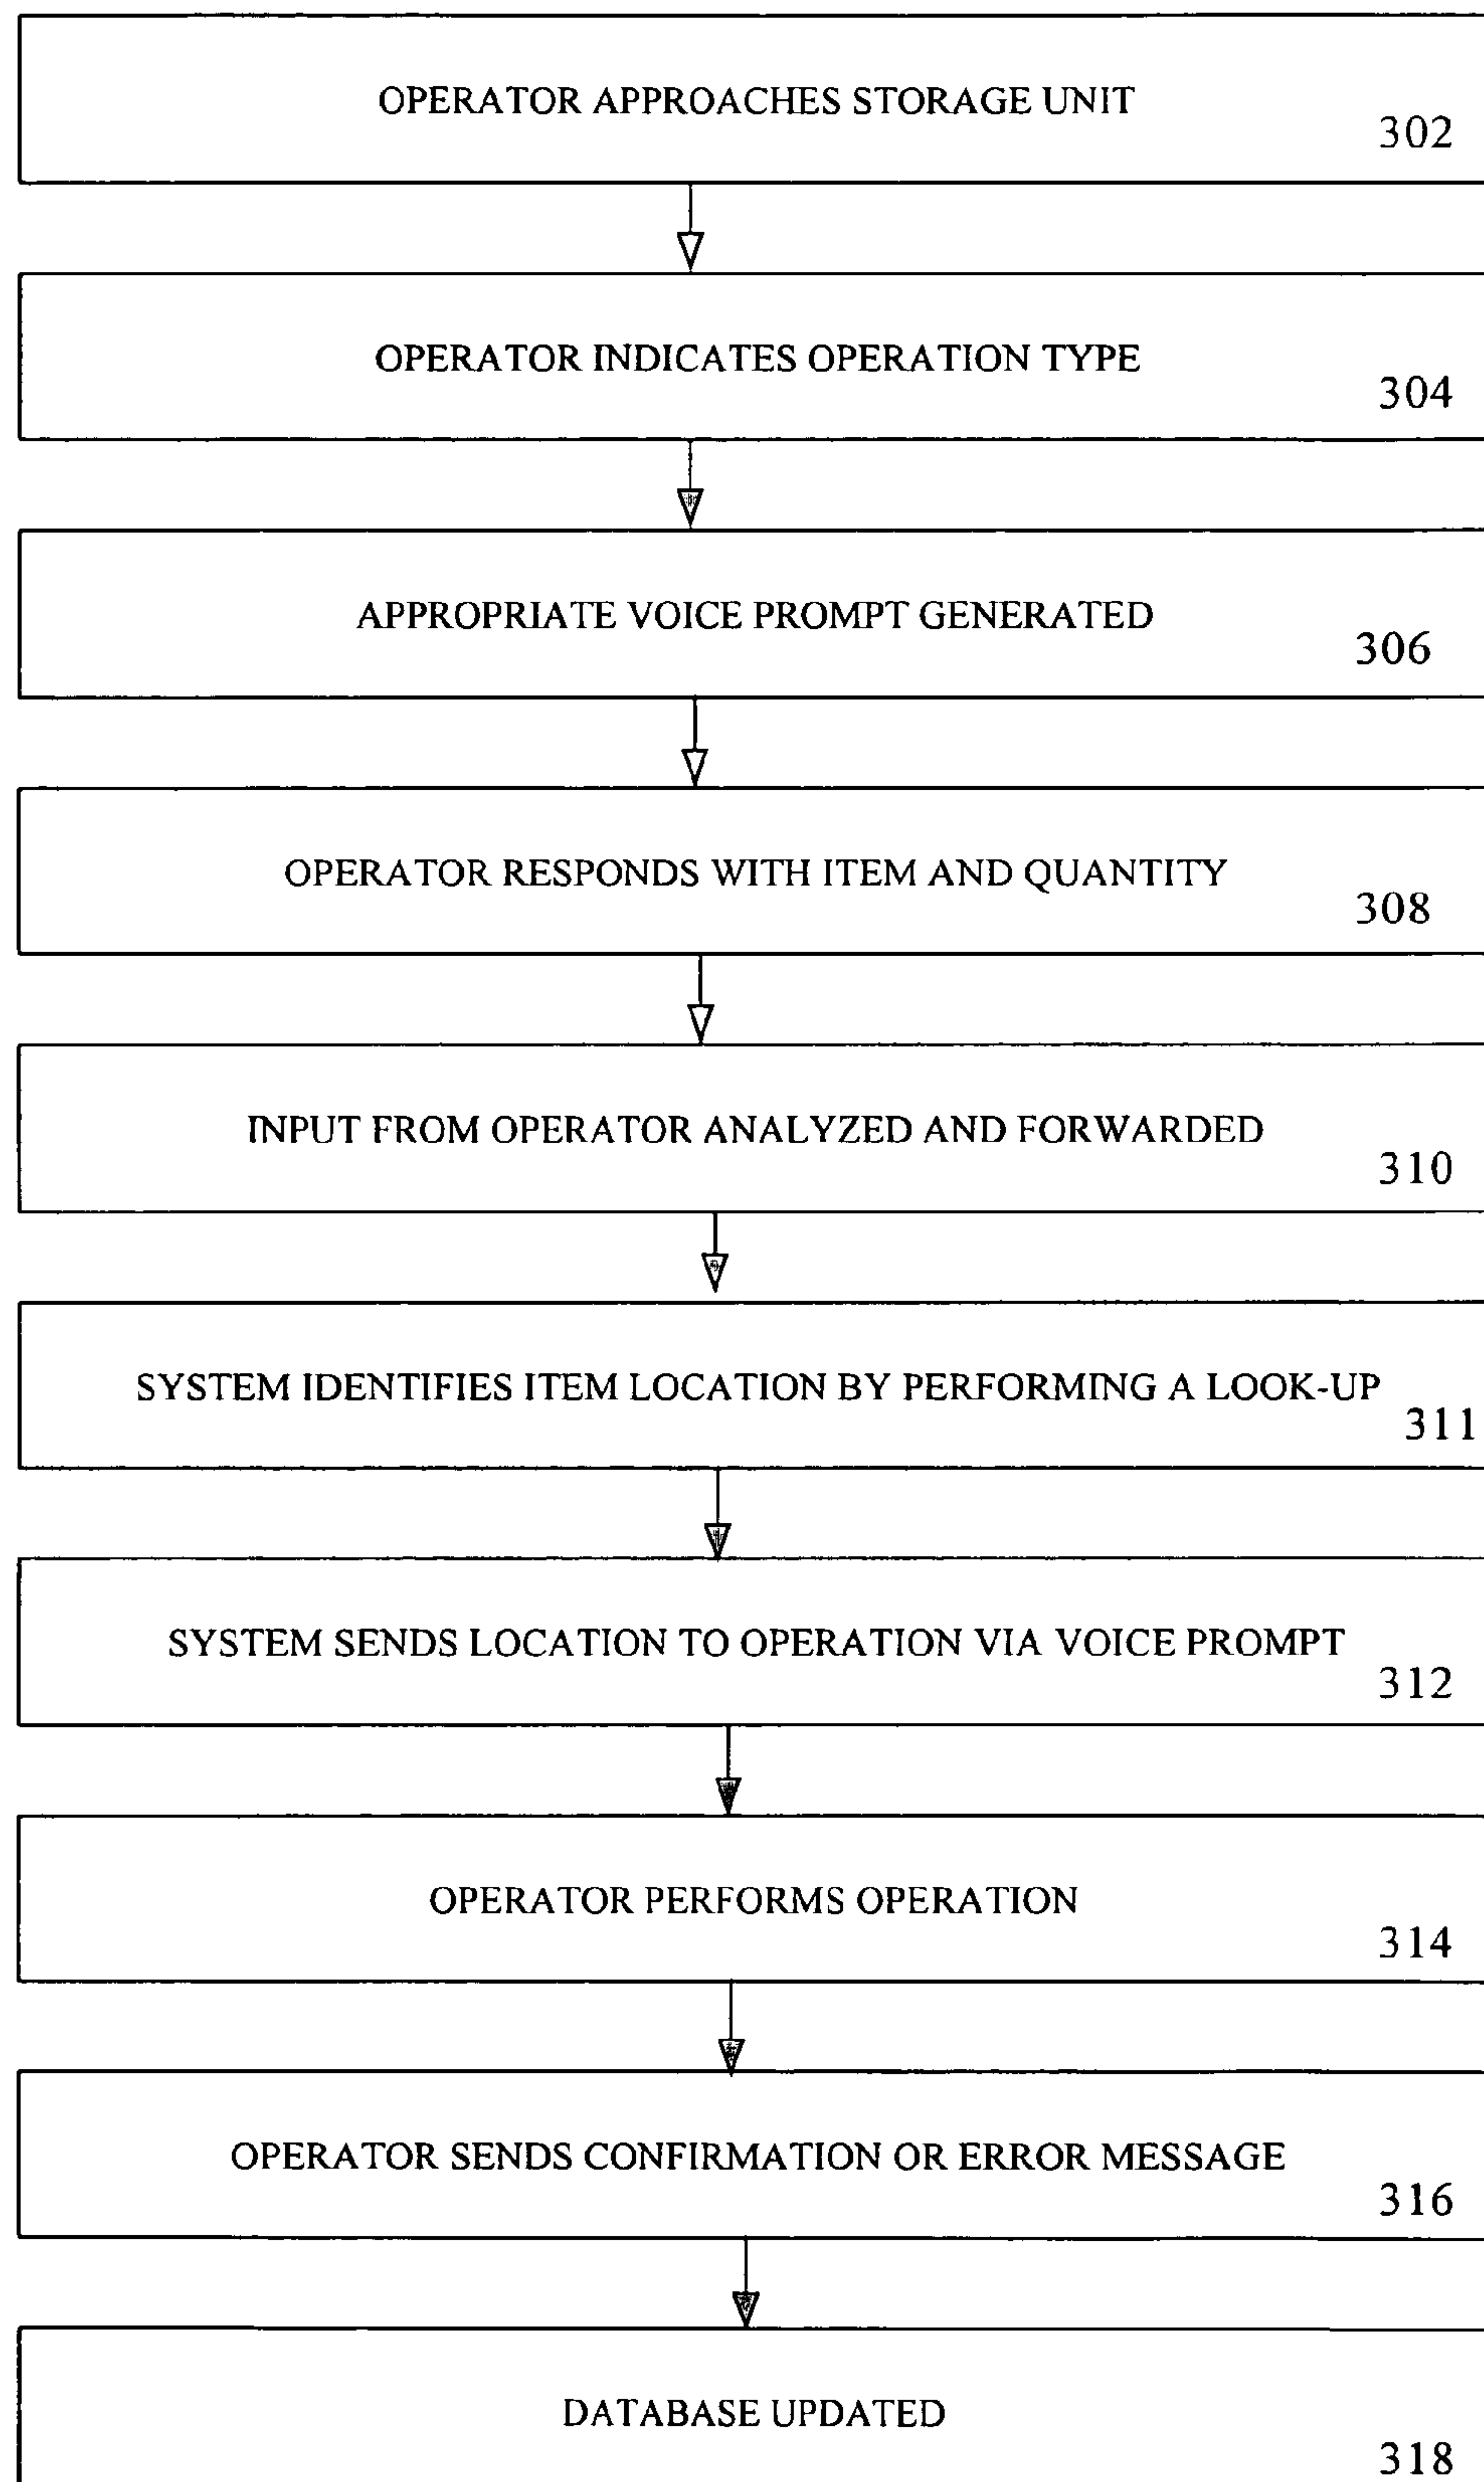 OPERATOR APPROACHES STORAGE UNIT
302
OPERATOR INDICATES OPERATION TYPE
304
APPROPRIATE VOICE PROMPT GENERATED
306
OPERATOR RESPONDS WITH ITEM AND QUANTITY
308
INPUT FROM OPERATOR ANALYZED AND FORWARDED
310
SYSTEM IDENTIFIES ITEM LOCATION BY PERFORMING A LOOK-UP
311
SYSTEM SENDS LOCATION TO OPERATION VIA VOICE PROMPT
312
OPERATOR PERFORMS OPERATION
314
OPERATOR SENDS CONFIRMATION OR ERROR MESSAGE
316
DATABASE UPDATED
318